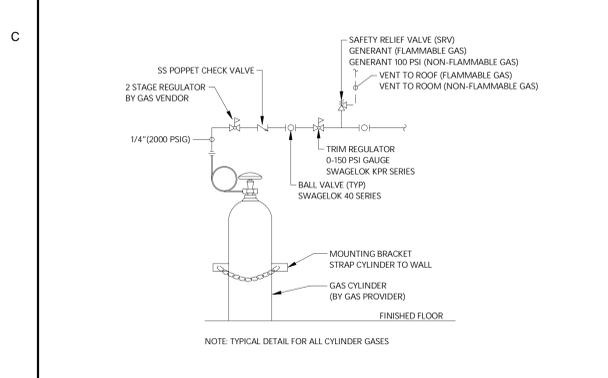 C
SAFETY RELIEF VALVE (SRV)
GENERANT (FLAMMABLE GAS)
GENERANT 100 PSI (NON-FLAMMABLE GAS)
VENT TO ROOF (FLAMMABLE GAS)
VENT TO ROOM (NON-FLAMMABLE GAS)
SS POPPET CHECK VALVE
2 STAGE REGULATOR
BY GAS VENDOR
1/4"(2000 PSIG)
TRIM REGULATOR
0-150 PSI GAUGE
SWAGELOK KPR SERIES
BALL VALVE (TYP)
SWAGELOK 40 SERIES
MOUNTING BRACKET
STRAP CYLINDER TO WALL
GAS CYLINDER
(BY GAS PROVIDER)
FINISHED FLOOR
NOTE: TYPICAL DETAIL FOR ALL CYLINDER GASES